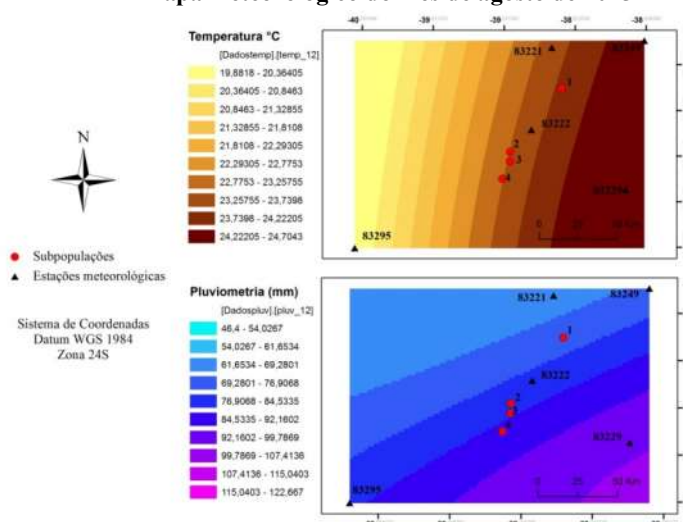 Temperatura °C
[Dadostemp].[temp_12]
19,8818 - 20,36405
20,36405 - 20,8463
20,8463 - 21,32855
21,32855 - 21,8108
21,8108 - 22,29305
22,29305 - 22,7753
22,7753 - 23,25755
23,25755 - 23,7398
23,7398 - 24,22205
24,22205 - 24,7043
83221
1
83222
2
3
4
83295
N
Subpopulações
Estações meteorológicas
Sistema de Coordenadas
Datum WGS 1984
Zona 24S
Pluviometria (mm)
[Dadospluv].[pluv_12]
46,4 - 54,0267
54,0267 - 61,6534
61,6534 - 69,2801
69,2801 - 76,9068
76,9068 - 84,5335
84,5335 - 92,1602
92,1602 - 99,7869
99,7869 - 107,4136
107,4136 - 115,0403
115,0403 - 122,667
83221
83249
1
83222
2
83229
83295
0 25 50 Km